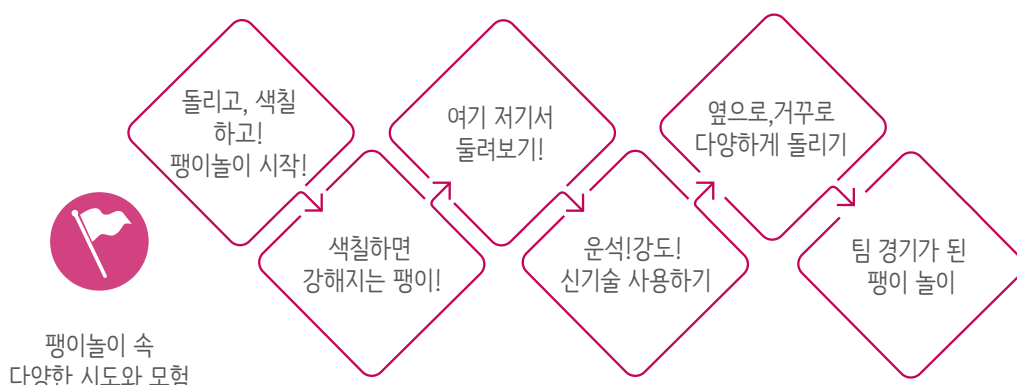 돌리고, 색칠
하고!
팽이놀이 시작!
색칠하면
강해지는 팽이!
여기 저기서
둘려보기!
운석!강도!
신기술 사용하기
옆으로,거꾸로
다양하게 돌리기
팀 경기가 된
팽이 놀이
팽이놀이 속
다양한 시도와 모험